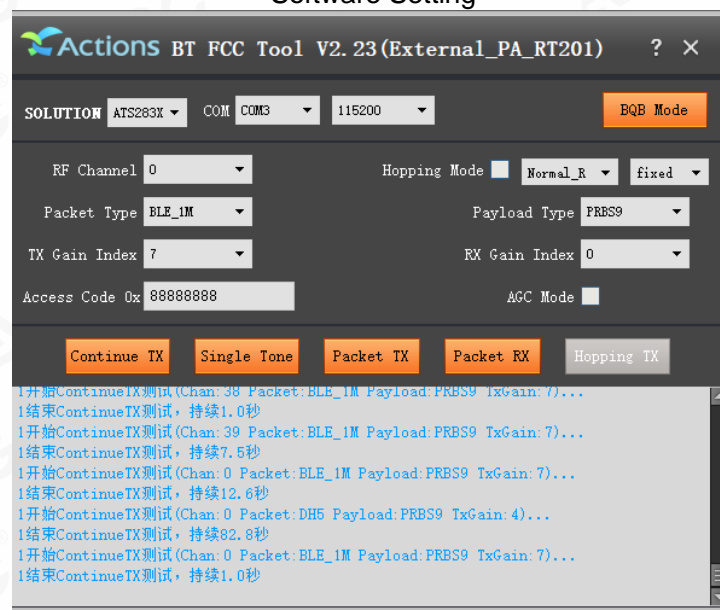 Software Setting
Actions BT FCC Tool V2.23(External_PA_RT201) ? ×
SOLUTION ATS283X COM COM3 115200 BQB Mode
RF Channel 0 Hopping Mode Normal_R fixed
Packet Type BLE_1M Payload Type PRBS9
TX Gain Index 7 RX Gain Index 0
Access Code 0x 88888888 AGC Mode
Continue TX Single Tone Packet TX Packet RX Hopping TX
1开始ContinueTX测试(Chan:38 Packet:BLE_1M Payload:PRBS9 TxGain:7)...
1结束ContinueTX测试，持续1.0秒
1开始ContinueTX测试(Chan:39 Packet:BLE_1M Payload:PRBS9 TxGain:7)...
1结束ContinueTX测试，持续7.5秒
1开始ContinueTX测试(Chan:0 Packet:BLE_1M Payload:PRBS9 TxGain:7)...
1结束ContinueTX测试，持续12.6秒
1开始ContinueTX测试(Chan:0 Packet:DH5 Payload:PRBS9 TxGain:4)...
1结束ContinueTX测试，持续82.8秒
1开始ContinueTX测试(Chan:0 Packet:BLE_1M Payload:PRBS9 TxGain:7)...
1结束ContinueTX测试，持续1.0秒